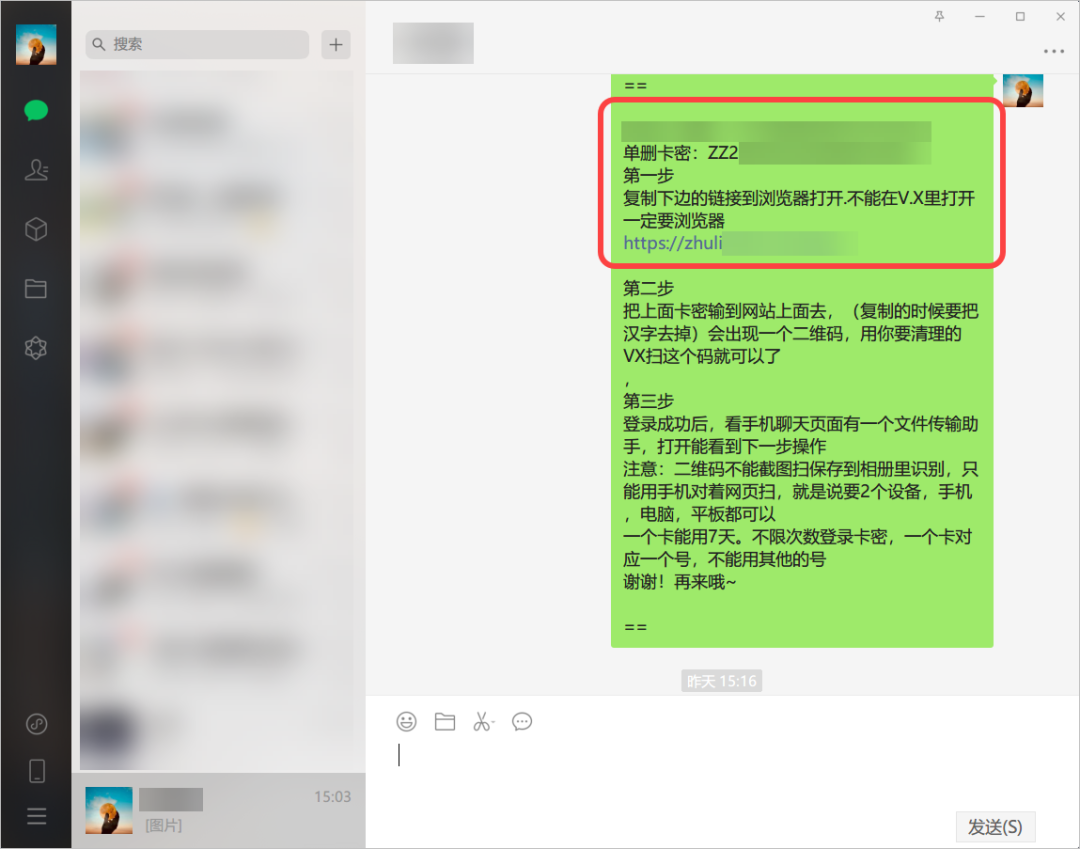 搜索
==
单删卡密：ZZ2
第一步
复制下边的链接到浏览器打开.不能在V.X里打开
一定要浏览器
https://zhuli
第二步
把上面卡密输到网站上面去，（复制的时候要把
汉字去掉）会出现一个二维码，用你要清理的
VX扫这个码就可以了
，
第三步
登录成功后，看手机聊天页面有一个文件传输助
手，打开能看到下一步操作
注意：二维码不能截图扫保存到相册里识别，只
能用手机对着网页扫，就是说要2个设备，手机
，电脑，平板都可以
一个卡能用7天。不限次数登录卡密，一个卡对
应一个号，不能用其他的号
谢谢！再来哦~
==
昨天 15:16
15:03
[图片]
发送(S)